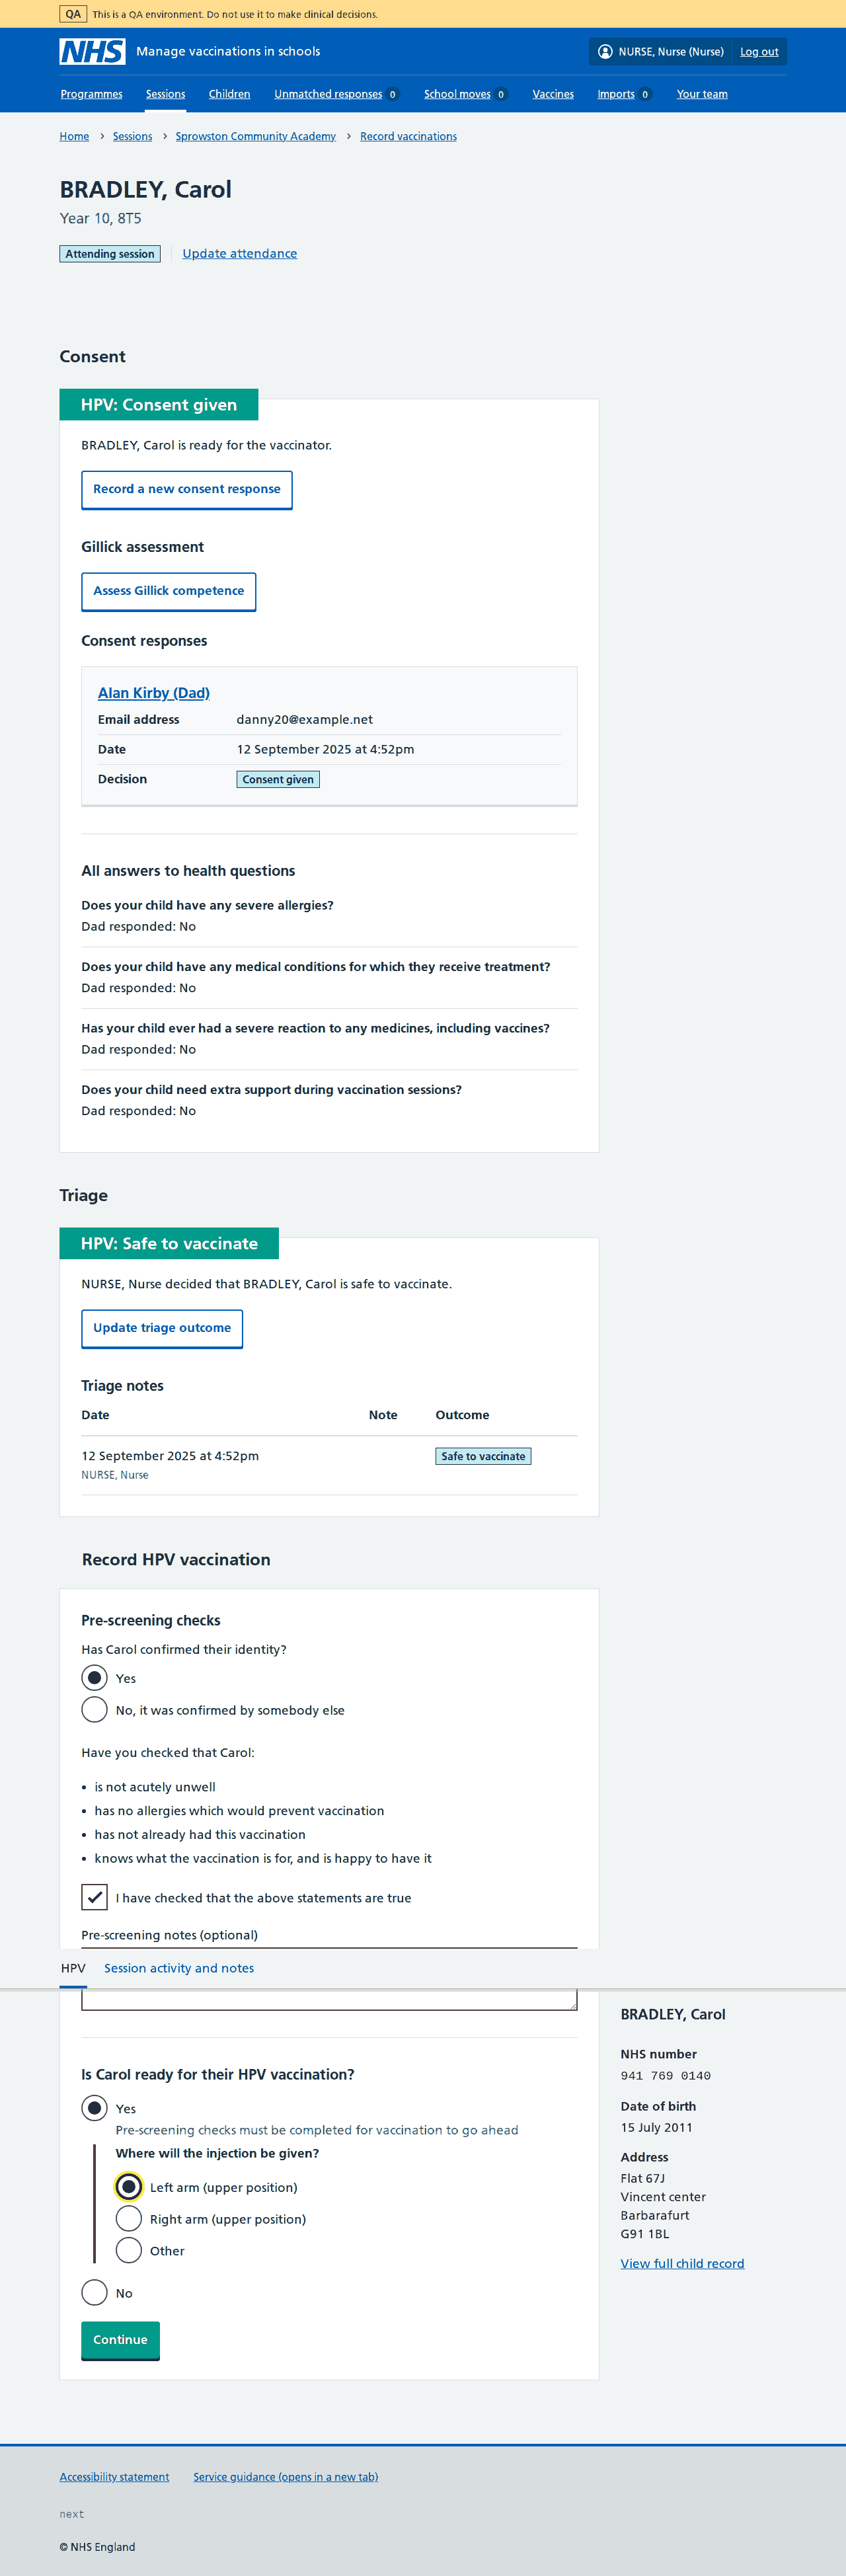 QA This is a QA environment. Do not use it to make clinical decisions.
NHS Manage vaccinations in schools NURSE, Nurse (Nurse) Log out
Programmes Sessions Children Unmatched responses 0 School moves 0 Vaccines Imports 0 Your team
Home Sessions Sprowston Community Academy Record vaccinations
BRADLEY, Carol
Year 10, 8T5
Attending session Update attendance
Consent
HPV: Consent given
BRADLEY, Carol is ready for the vaccinator.
Record a new consent response
Gillick assessment
Assess Gillick competence
Consent responses
Alan Kirby (Dad)
Email address danny20@example.net
Date 12 September 2025 at 4:52pm
Decision Consent given
All answers to health questions
Does your child have any severe allergies?
Dad responded: No
Does your child have any medical conditions for which they receive treatment?
Dad responded: No
Has your child ever had a severe reaction to any medicines, including vaccines?
Dad responded: No
Does your child need extra support during vaccination sessions?
Dad responded: No
Triage
HPV: Safe to vaccinate
NURSE, Nurse decided that BRADLEY, Carol is safe to vaccinate.
Update triage outcome
Triage notes
Date Note Outcome
12 September 2025 at 4:52pm Safe to vaccinate
NURSE, Nurse
Record HPV vaccination
Pre-screening checks
Has Carol confirmed their identity?
Yes
No, it was confirmed by somebody else
Have you checked that Carol:
• is not acutely unwell
• has no allergies which would prevent vaccination
• has not already had this vaccination
• knows what the vaccination is for, and is happy to have it
I have checked that the above statements are true
Pre-screening notes (optional)
HPV Session activity and notes
Is Carol ready for their HPV vaccination?
Yes
Pre-screening checks must be completed for vaccination to go ahead
Where will the injection be given?
Left arm (upper position)
Right arm (upper position)
Other
No
Continue
BRADLEY, Carol
NHS number
941 769 0140
Date of birth
15 July 2011
Address
Flat 67J
Vincent center
Barbarafurt
G91 1BL
View full child record
Accessibility statement Service guidance (opens in a new tab)
next
© NHS England